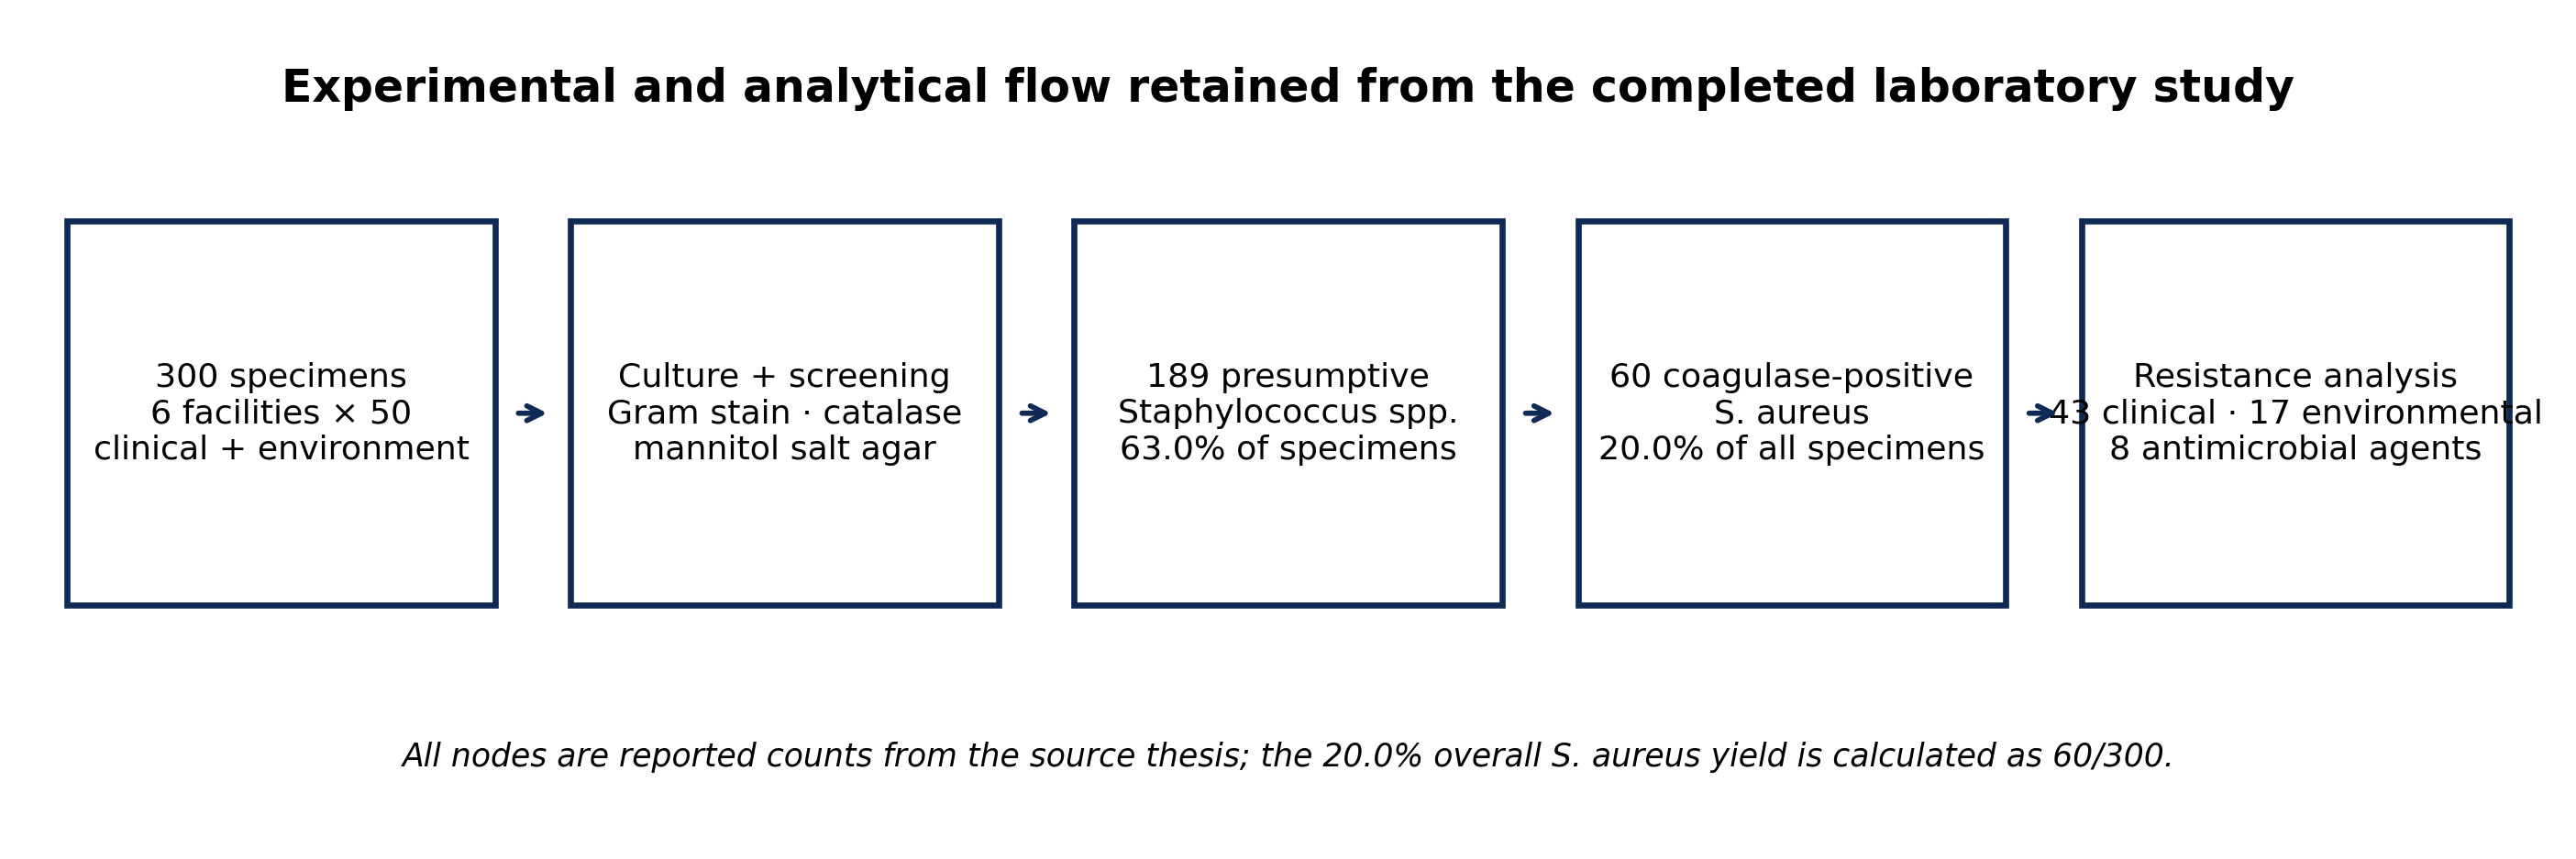 Experimental and analytical flow retained from the completed laboratory study
300 specimens
6 facilities × 50
clinical + environment
Culture + screening
Gram stain · catalase
mannitol salt agar
189 presumptive
Staphylococcus spp.
63.0% of specimens
60 coagulase-positive
S. aureus
20.0% of all specimens
Resistance analysis
43 clinical · 17 environmental
8 antimicrobial agents
All nodes are reported counts from the source thesis; the 20.0% overall S. aureus yield is calculated as 60/300.